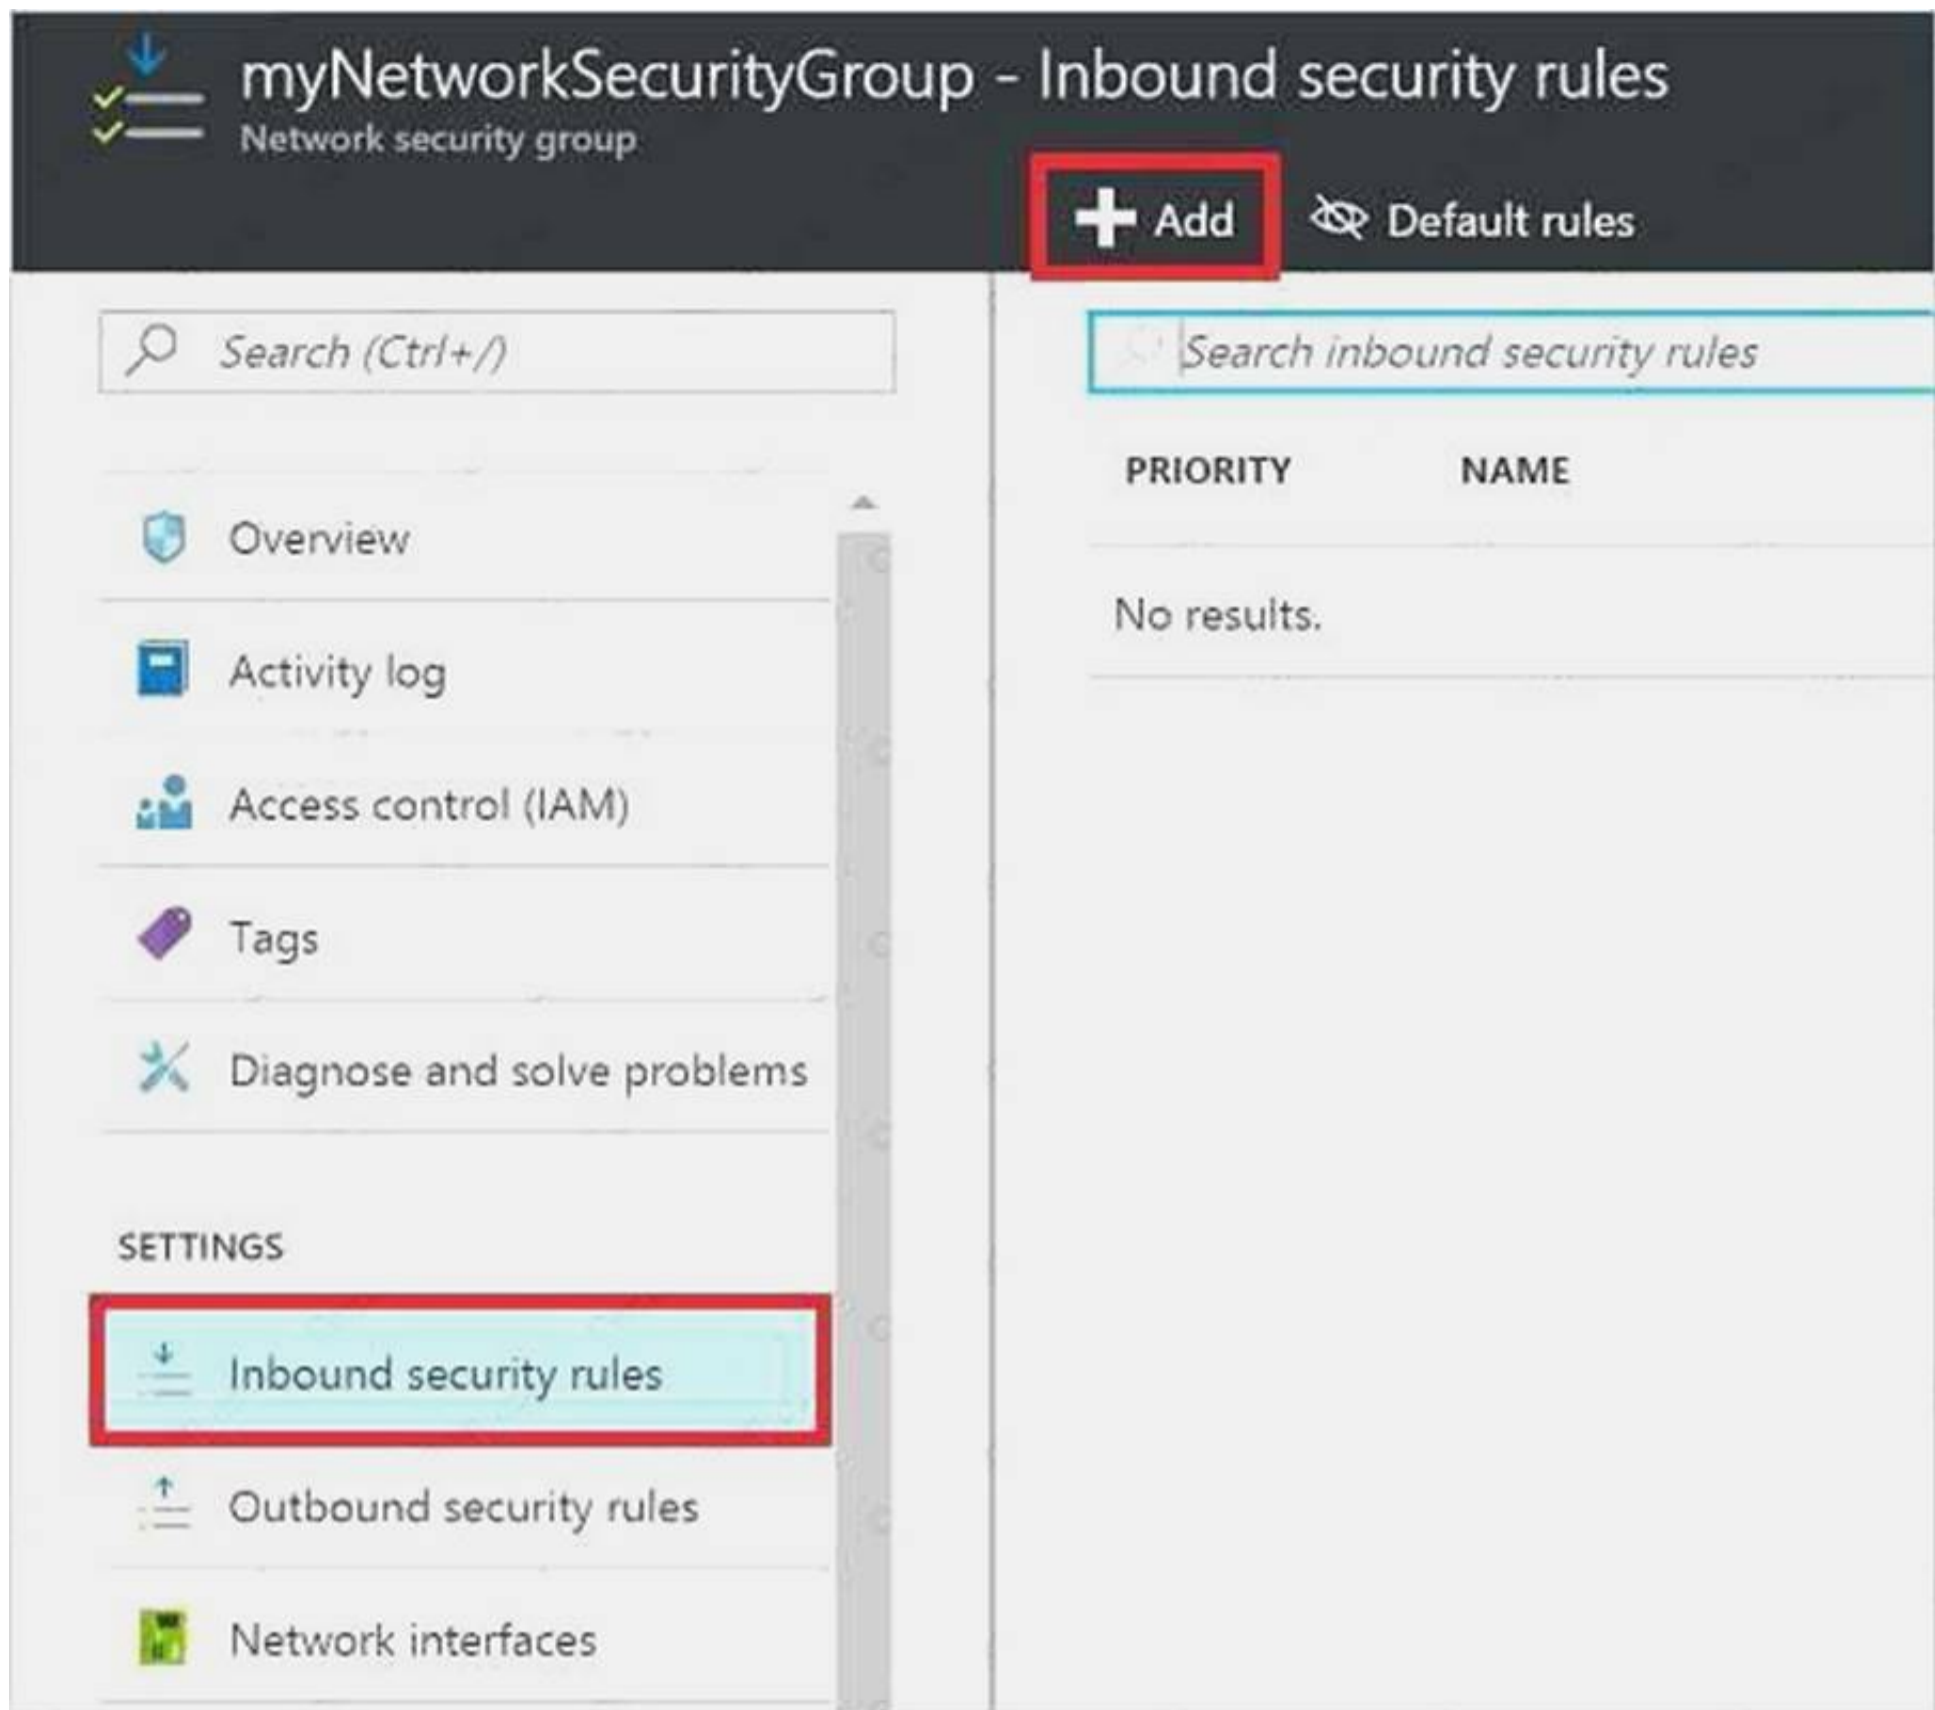 myNetworkSecurityGroup - Inbound security rules
Network security group
Add
Default rules
Search (Ctrl+/)
Search inbound security rules
PRIORITY NAME
No results.
Overview
Activity log
Access control (IAM)
Tags
Diagnose and solve problems
SETTINGS
Inbound security rules
Outbound security rules
Network interfaces